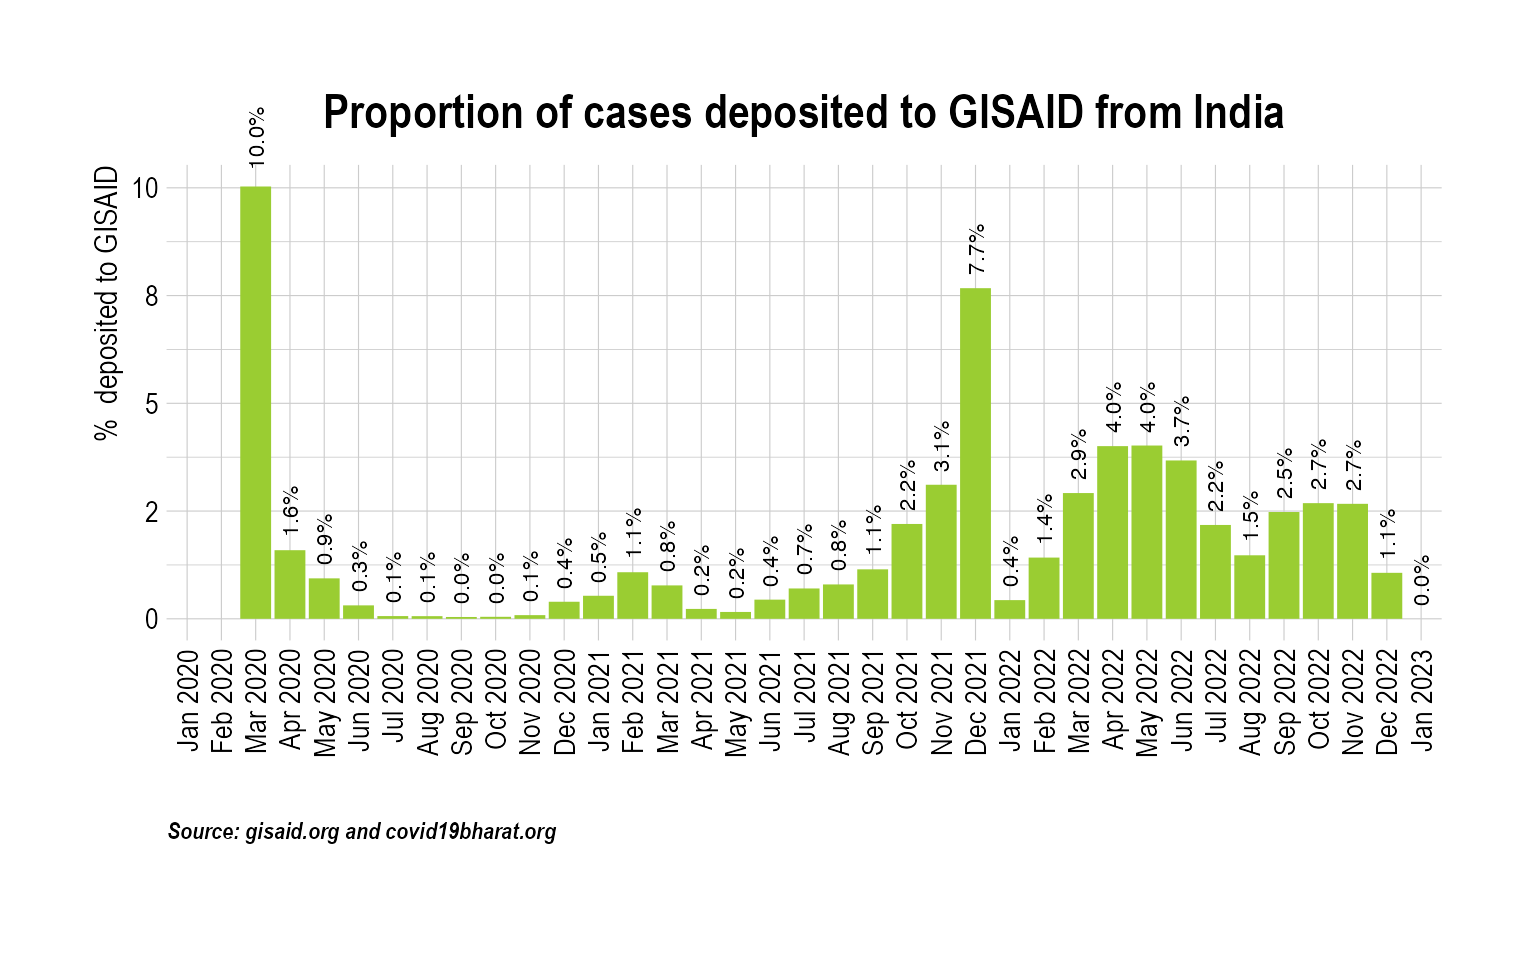 Proportion of cases deposited to GISAID from India
% deposited to GISAID
10
8
5
2
0
10.0%
1.6%
0.9%
0.3%
0.1%
0.1%
0.0%
0.0%
0.1%
0.4%
0.5%
1.1%
0.8%
0.2%
0.2%
0.4%
0.7%
0.8%
1.1%
2.2%
3.1%
7.7%
0.4%
1.4%
2.9%
4.0%
4.0%
3.7%
2.2%
1.5%
2.5%
2.7%
2.7%
1.1%
0.0%
Jan 2020
Feb 2020
Mar 2020
Apr 2020
May 2020
Jun 2020
Jul 2020
Aug 2020
Sep 2020
Oct 2020
Nov 2020
Dec 2020
Jan 2021
Feb 2021
Mar 2021
Apr 2021
May 2021
Jun 2021
Jul 2021
Aug 2021
Sep 2021
Oct 2021
Nov 2021
Dec 2021
Jan 2022
Feb 2022
Mar 2022
Apr 2022
May 2022
Jun 2022
Jul 2022
Aug 2022
Sep 2022
Oct 2022
Nov 2022
Dec 2022
Jan 2023
Source: gisaid.org and covid19bharat.org